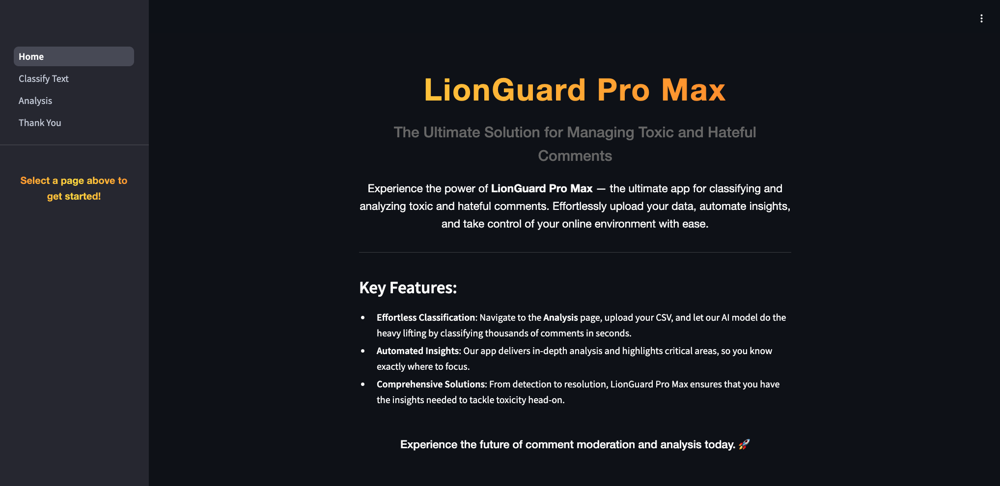 Home
Classify Text
Analysis
Thank You
Select a page above to
get started!
LionGuard Pro Max
The Ultimate Solution for Managing Toxic and Hateful
Comments
Experience the power of LionGuard Pro Max — the ultimate app for classifying and
analyzing toxic and hateful comments. Effortlessly upload your data, automate insights,
and take control of your online environment with ease.
Key Features:
• Effortless Classification: Navigate to the Analysis page, upload your CSV, and let our AI model do the
heavy lifting by classifying thousands of comments in seconds.
• Automated Insights: Our app delivers in-depth analysis and highlights critical areas, so you know
exactly where to focus.
• Comprehensive Solutions: From detection to resolution, LionGuard Pro Max ensures that you have
the insights needed to tackle toxicity head-on.
Experience the future of comment moderation and analysis today. 🚀